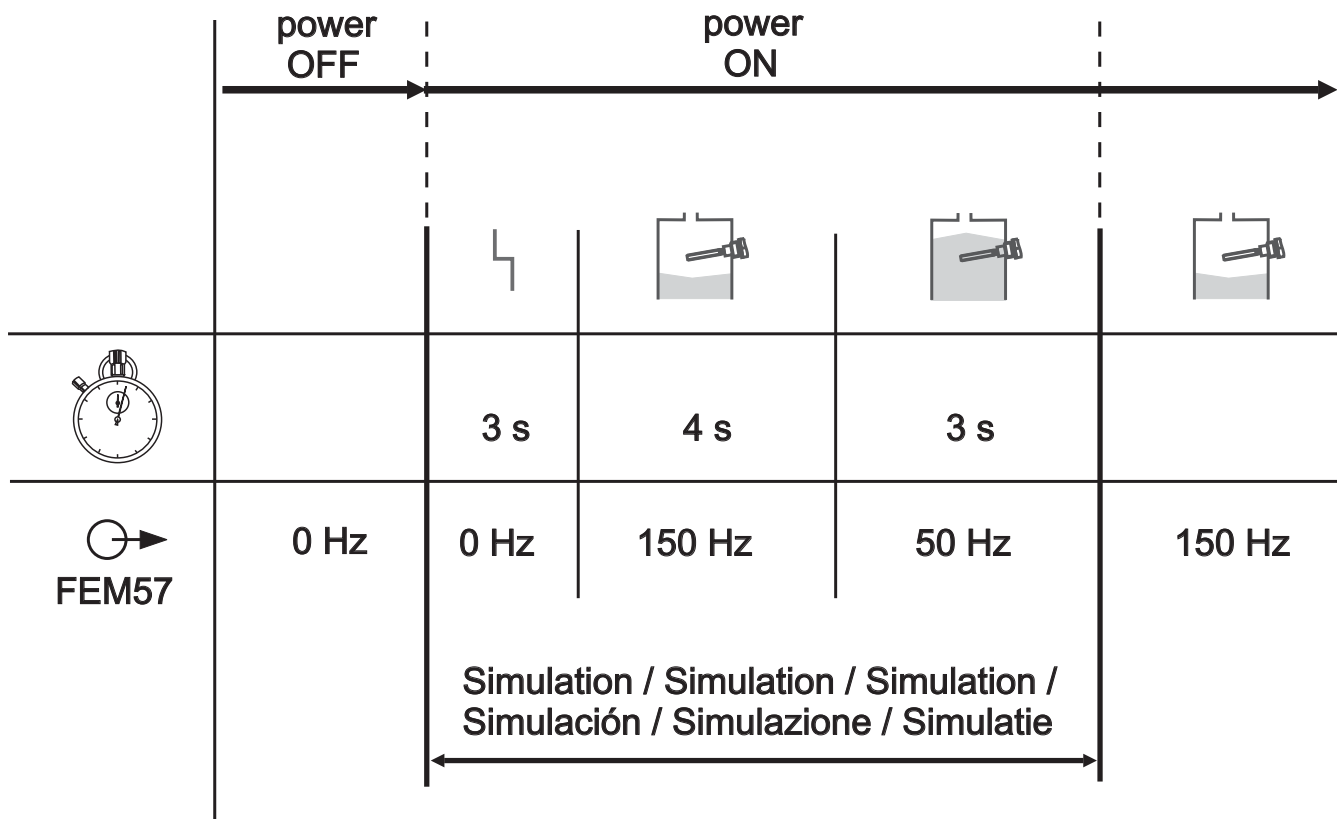 power
OFF
power
ON
3 s
4 s
3 s
FEM57
0 Hz
0 Hz
150 Hz
50 Hz
150 Hz
Simulation / Simulation / Simulation /
Simulación / Simulazione / Simulatie